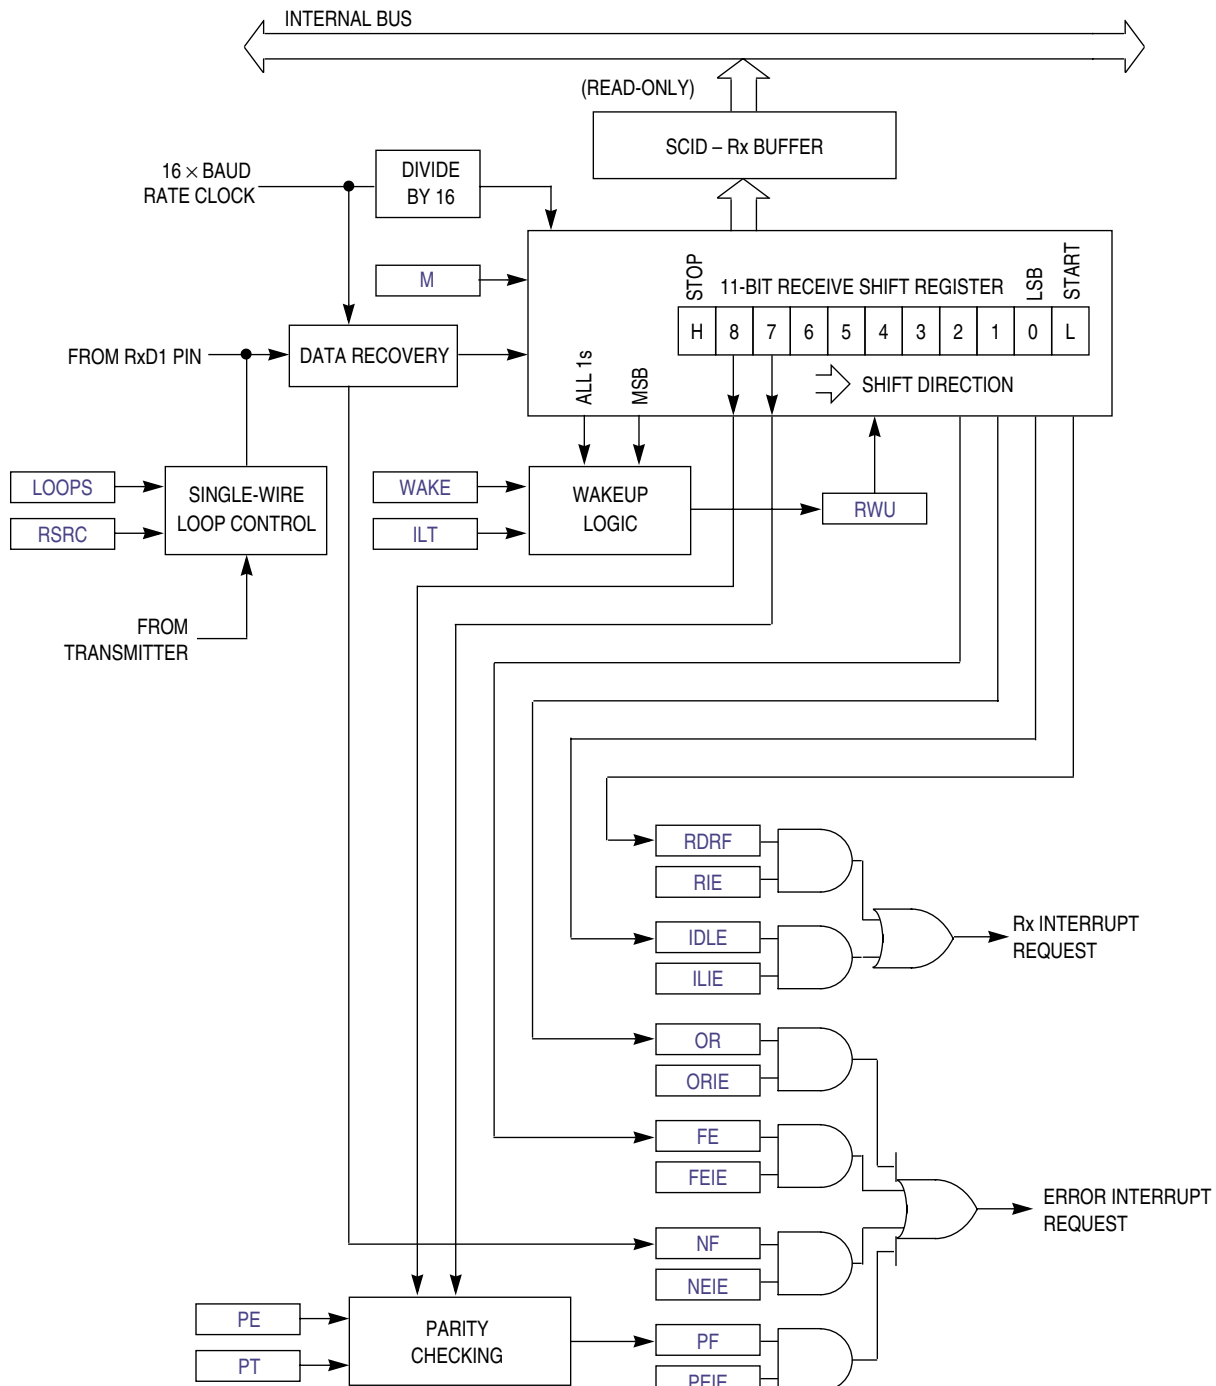 INTERNAL BUS
(READ-ONLY)
SCID – Rx BUFFER
16 × BAUD
RATE CLOCK
DIVIDE
BY 16
M
STOP
11-BIT RECEIVE SHIFT REGISTER
LSB
START
H 8 7 6 5 4 3 2 1 0 L
FROM RxD1 PIN
DATA RECOVERY
SHIFT DIRECTION
ALL 1s
MSB
LOOPS
RSRC
SINGLE-WIRE
LOOP CONTROL
WAKE
ILT
WAKEUP
LOGIC
RWU
FROM
TRANSMITTER
RDRF
RIE
IDLE
ILIE
Rx INTERRUPT
REQUEST
OR
ORIE
FE
FEIE
ERROR INTERRUPT
REQUEST
NF
NEIE
PE
PT
PARITY
CHECKING
PF
PEIE